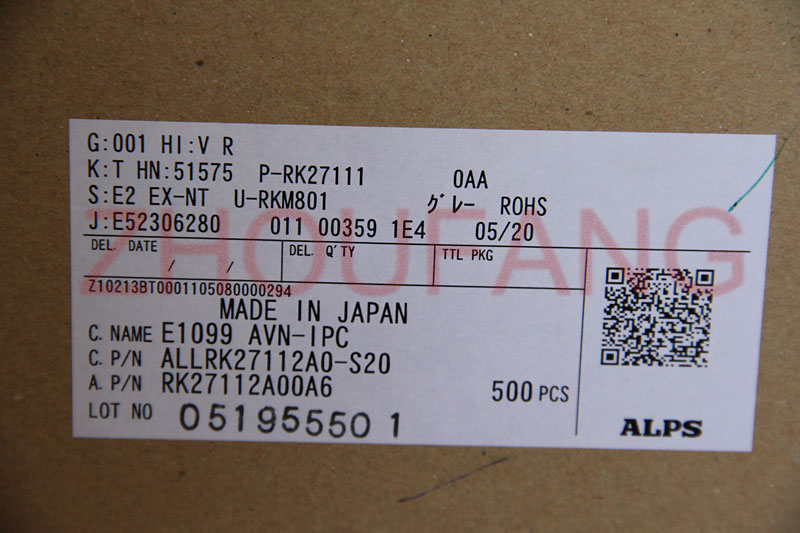 G:001 HI:V R
K:T HN:51575 P-RK27111 0AA
S:E2 EX-NT U-RKM801 グレー ROHS
J:E52306280 011 00359 1E4 05/20
ZHOUFANG
DEL. DATE / / DEL. Q'TY TTL PKG
Z10213BT0001105080000294
MADE IN JAPAN
C. NAME E1099 AVN-IPC
C. P/N ALLRK27112A0-S20
A. P/N RK27112A00A6 500 PCS
LOT NO 051955501
ALPS